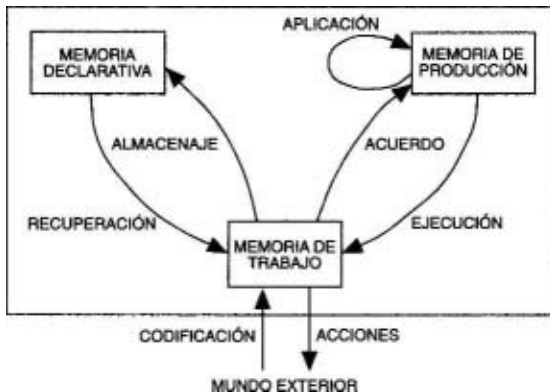 APLICACIÓN
MEMORIA
DECLARATIVA
MEMORIA DE
PRODUCCIÓN
ALMACENAJE
ACUERDO
RECUPERACIÓN
EJECUCIÓN
MEMORIA DE
TRABAJO
CODIFICACIÓN
ACCIONES
MUNDO EXTERIOR